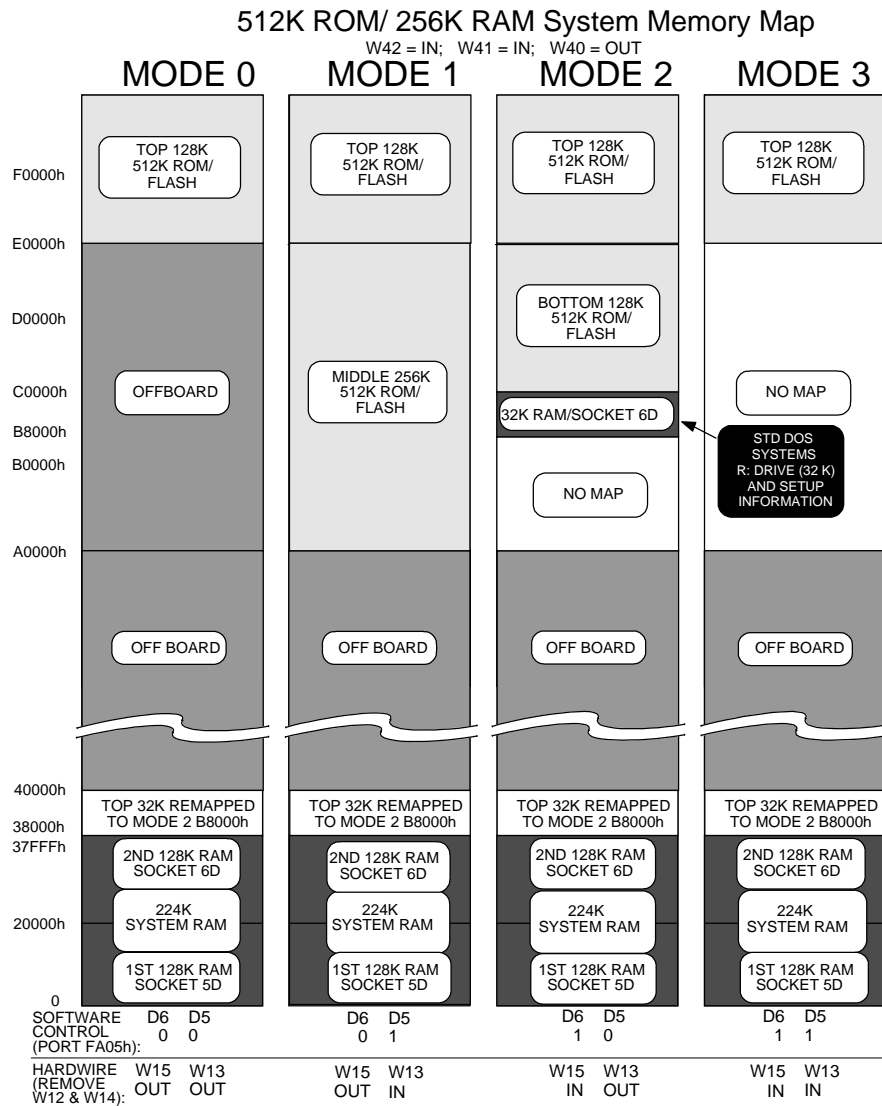 512K ROM/ 256K RAM System Memory Map
W42 = IN; W41 = IN; W40 = OUT
MODE 0 MODE 1 MODE 2 MODE 3
TOP 128K
512K ROM/
FLASH
TOP 128K
512K ROM/
FLASH
TOP 128K
512K ROM/
FLASH
TOP 128K
512K ROM/
FLASH
F0000h
E0000h
D0000h
BOTTOM 128K
512K ROM/
FLASH
C0000h
OFFBOARD
MIDDLE 256K
512K ROM/
FLASH
32K RAM/SOCKET 6D
NO MAP
B8000h
STD DOS
SYSTEMS
R: DRIVE (32 K)
AND SETUP
INFORMATION
B0000h
NO MAP
A0000h
OFF BOARD OFF BOARD OFF BOARD OFF BOARD
40000h
TOP 32K REMAPPED
TO MODE 2 B8000h
TOP 32K REMAPPED
TO MODE 2 B8000h
TOP 32K REMAPPED
TO MODE 2 B8000h
TOP 32K REMAPPED
TO MODE 2 B8000h
38000h
37FFFh
2ND 128K RAM
SOCKET 6D
2ND 128K RAM
SOCKET 6D
2ND 128K RAM
SOCKET 6D
2ND 128K RAM
SOCKET 6D
20000h
224K
SYSTEM RAM
224K
SYSTEM RAM
224K
SYSTEM RAM
224K
SYSTEM RAM
1ST 128K RAM
SOCKET 5D
1ST 128K RAM
SOCKET 5D
1ST 128K RAM
SOCKET 5D
1ST 128K RAM
SOCKET 5D
0
SOFTWARE
CONTROL
(PORT FA05h):
D6 D5
0 0
D6 D5
0 1
D6 D5
1 0
D6 D5
1 1
HARDWIRE
(REMOVE
W12 & W14):
W15 W13
OUT OUT
W15 W13
OUT IN
W15 W13
IN OUT
W15 W13
IN IN